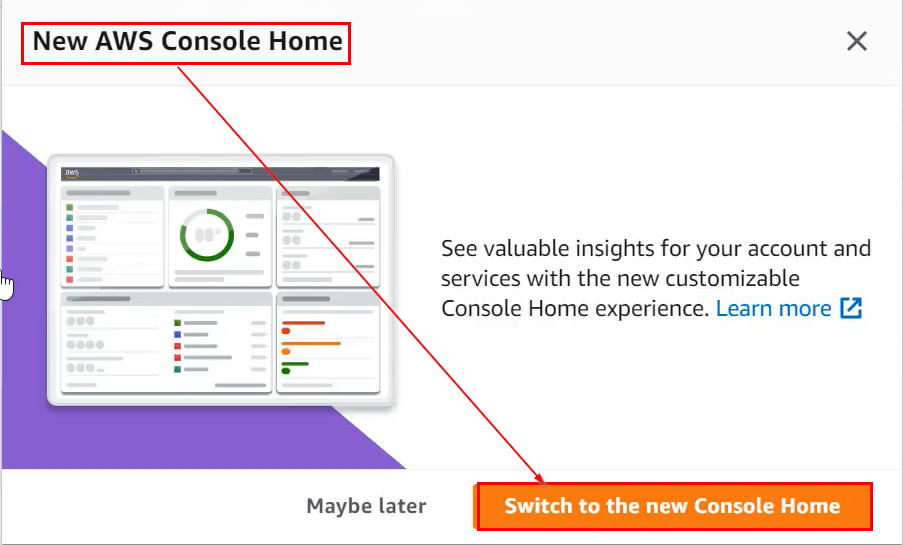 New AWS Console Home
aws
See valuable insights for your account and
services with the new customizable
Console Home experience. Learn more
Maybe later
Switch to the new Console Home